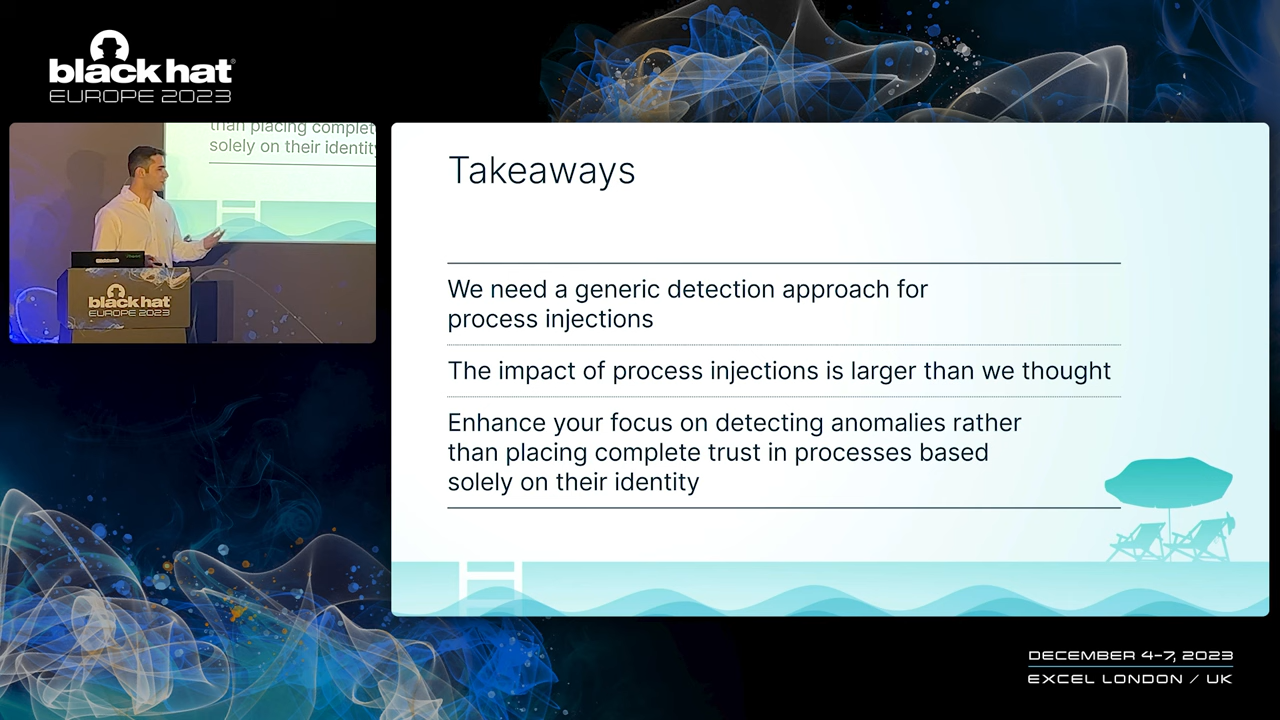 black hat
EUROPE 2023
than placing complet
solely on their identity
black hat
EUROPE 2023
Takeaways
We need a generic detection approach for
process injections
The impact of process injections is larger than we thought
Enhance your focus on detecting anomalies rather
than placing complete trust in processes based
solely on their identity
DECEMBER 4-7, 2023
EXCEL LONDON / UK